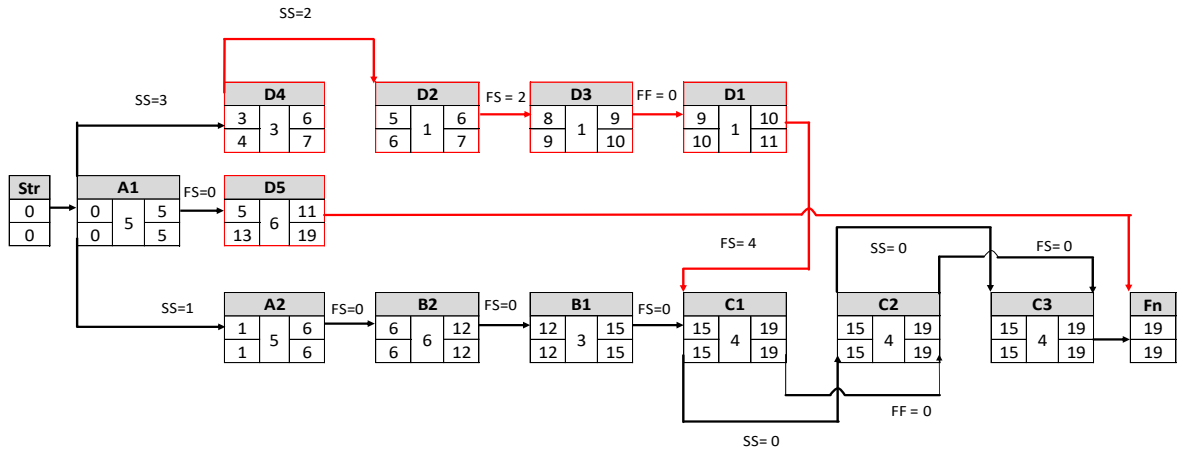 SS=2
SS=3
D4
3 3 6
4 7
D2
5 1 6
6 7
FS = 2
D3
8 1 9
9 10
FF = 0
D1
9 1 10
10 11
Str
0
0
A1
0 5 5
0 5
FS=0
D5
5 6 11
13 19
FS= 4
SS= 0
FS= 0
SS=1
A2
1 5 6
1 6
FS=0
B2
6 6 12
6 12
FS=0
B1
12 3 15
12 15
FS=0
C1
15 4 19
15 19
C2
15 4 19
15 19
C3
15 4 19
15 19
Fn
19
19
FF = 0
SS= 0